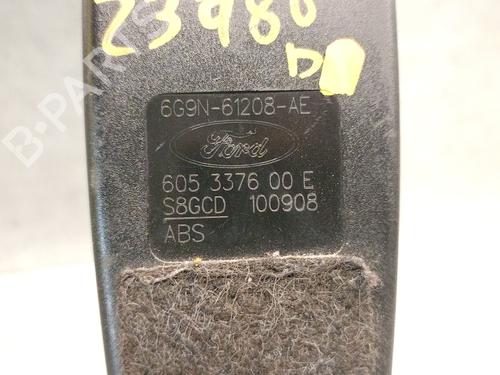 23980
D
6G9N-61208-AE
Ford
605 3376 00 E
S8GCD 100908
ABS
B-PARTS